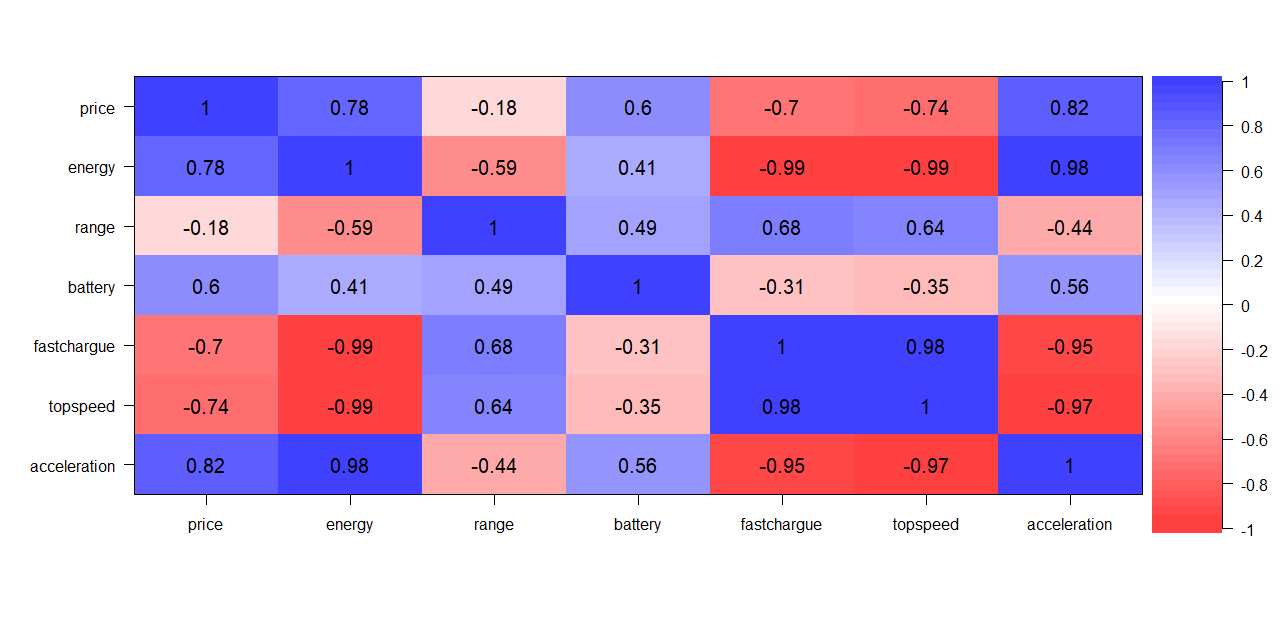 price 1 0.78 -0.18 0.6 -0.7 -0.74 0.82
energy 0.78 1 -0.59 0.41 -0.99 -0.99 0.98
range -0.18 -0.59 1 0.49 0.68 0.64 -0.44
battery 0.6 0.41 0.49 1 -0.31 -0.35 0.56
fastchargue -0.7 -0.99 0.68 -0.31 1 0.98 -0.95
topspeed -0.74 -0.99 0.64 -0.35 0.98 1 -0.97
acceleration 0.82 0.98 -0.44 0.56 -0.95 -0.97 1
price energy range battery fastchargue topspeed acceleration
1
0.8
0.6
0.4
0.2
0
-0.2
-0.4
-0.6
-0.8
-1